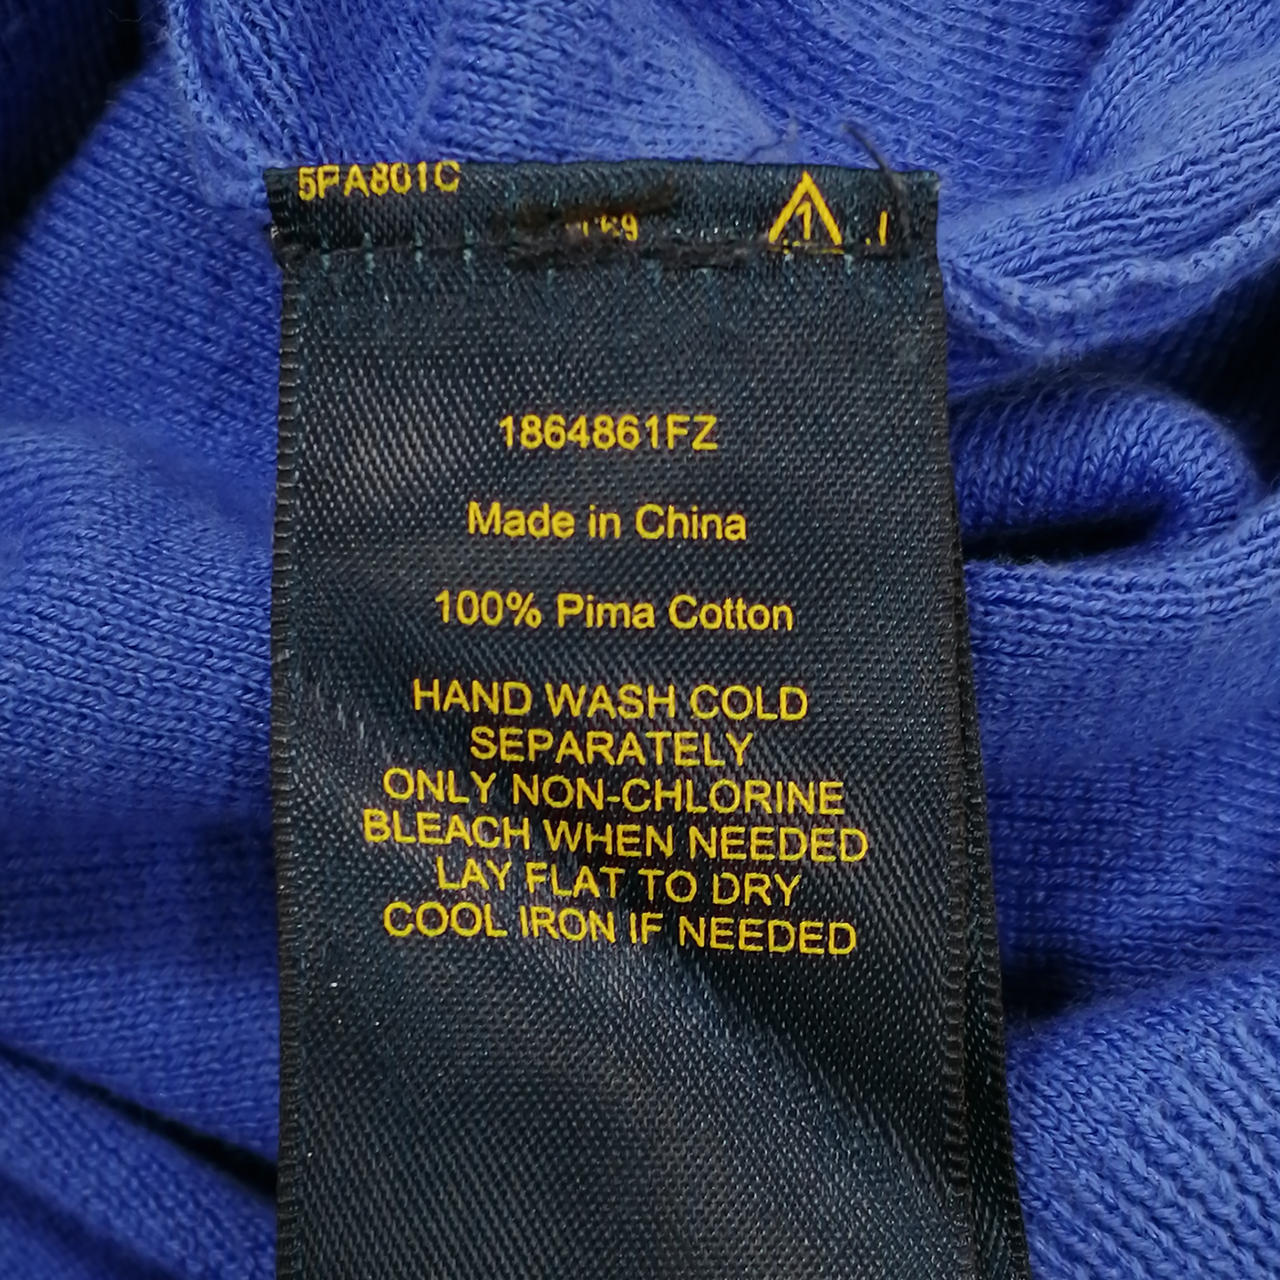 5PA801C
1
1864861FZ
Made in China
100% Pima Cotton
HAND WASH COLD
SEPARATELY
ONLY NON-CHLORINE
BLEACH WHEN NEEDED
LAY FLAT TO DRY
COOL IRON IF NEEDED